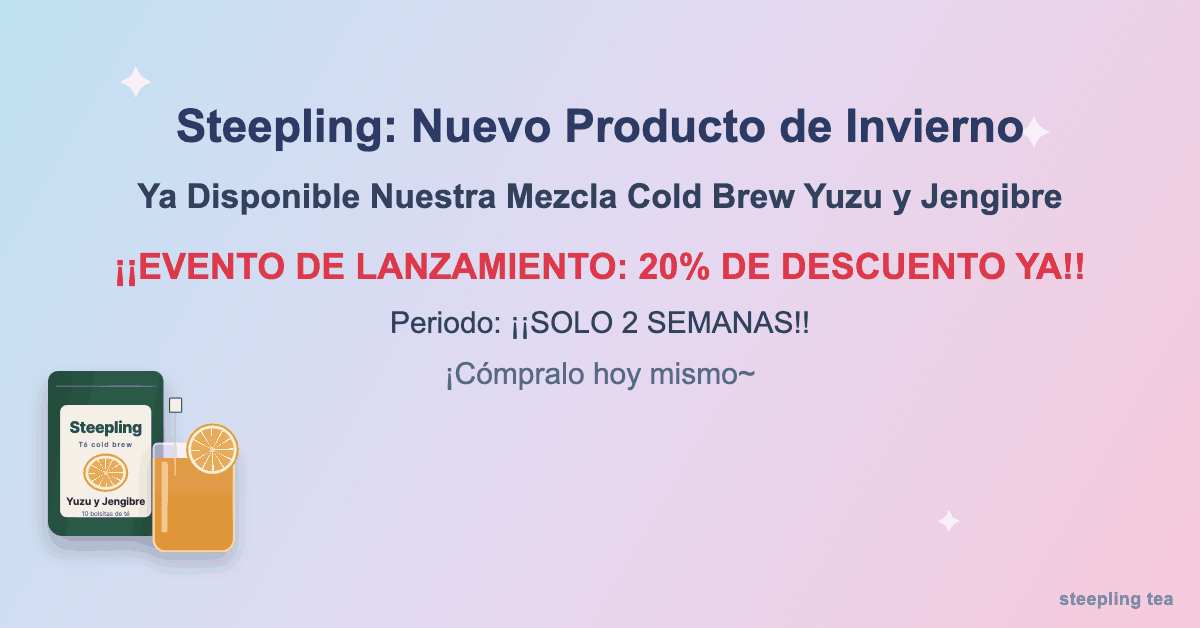 Steepling: Nuevo Producto de Invierno
Ya Disponible Nuestra Mezcla Cold Brew Yuzu y Jengibre
¡¡EVENTO DE LANZAMIENTO: 20% DE DESCUENTO YA!!
Periodo: ¡¡SOLO 2 SEMANAS!!
¡Cómpralo hoy mismo~
Steepling
Té cold brew
Yuzu y Jengibre
10 bolsitas de té
steepling tea